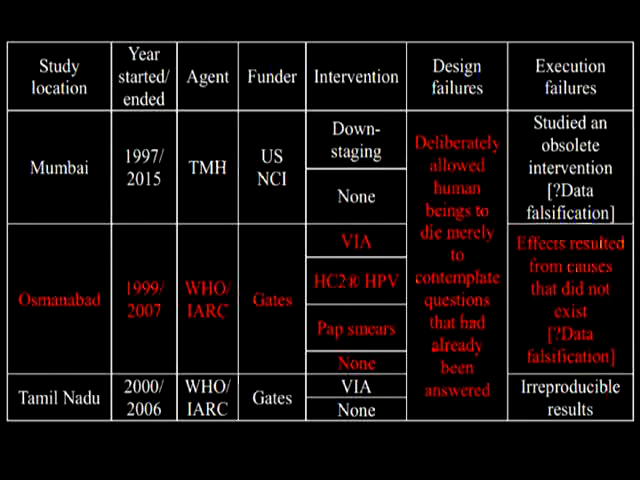 Study location
Year started/ ended
Agent
Funder
Intervention
Design failures
Execution failures
Mumbai
1997/ 2015
TMH
US NCI
Down-staging
None
Deliberately
allowed
human
beings to
die merely
to
contemplate
questions
that had
already
been
answered
Studied an
obsolete
intervention
[?Data
falsification]
Osmanabad
1999/ 2007
WHO/ IARC
Gates
VIA
HC2® HPV
Pap smears
None
Effects resulted
from causes
that did not
exist
[?Data
falsification]
Tamil Nadu
2000/ 2006
WHO/ IARC
Gates
VIA
None
Irreproducible
results